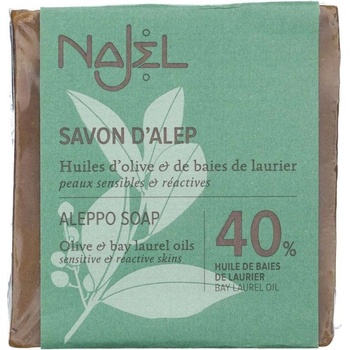 NAJEL
SAVON D'ALEP
Huiles d'olive & de baies de laurier
peaux sensibles & réactives
ALEPPO SOAP
Olive & bay laurel oils
sensitive & reactive skins
40%
HUILE DE BAIES
DE LAURIER
BAY LAUREL OIL